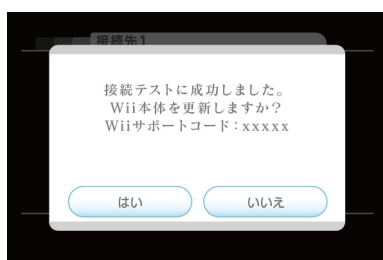 接続先1
接続テストに成功しました。
Wii本体を更新しますか？
Wiiサポートコード：xxxxx
はい
いいえ